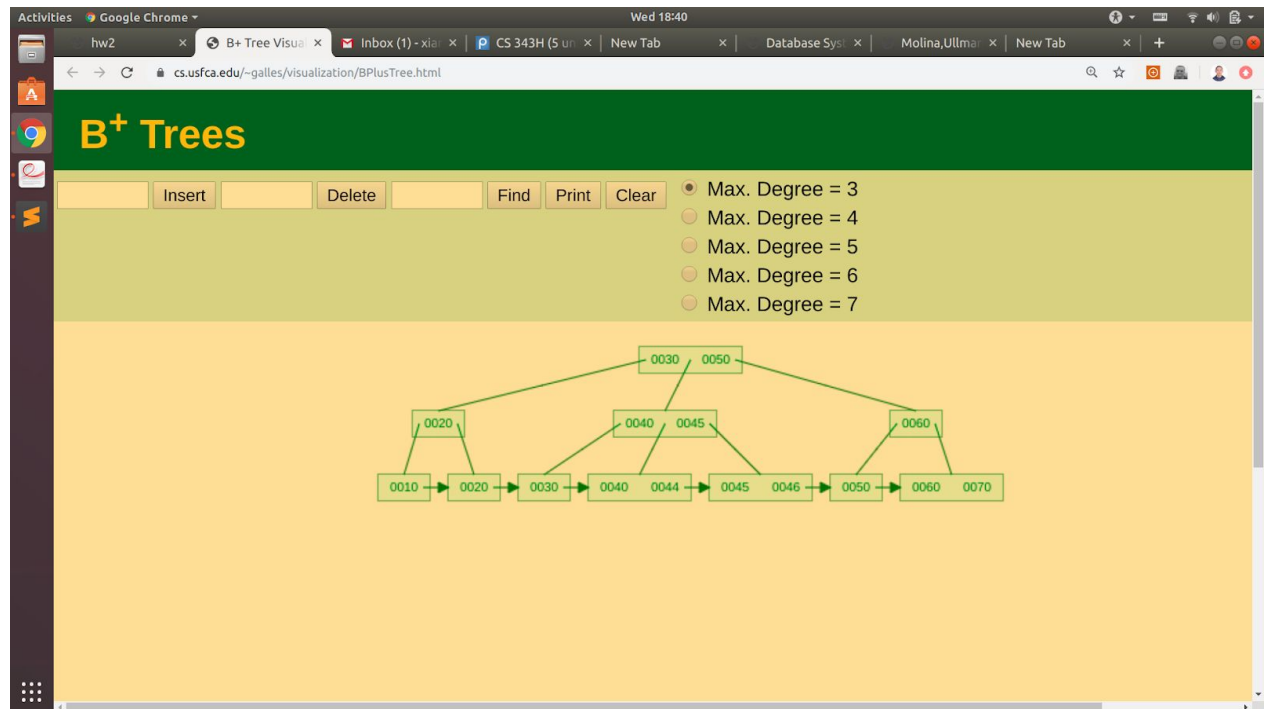 Activities Google Chrome Wed 18:40
hw2 B+ Tree Visua Inbox (1) - xiar CS 343H (5 un New Tab Database Syst Molina,Ullmar New Tab
cs.usfca.edu/~galles/visualization/BPlusTree.html
B+ Trees
Insert Delete Find Print Clear Max. Degree = 3
Max. Degree = 4
Max. Degree = 5
Max. Degree = 6
Max. Degree = 7
0030 0050
0020 0040 0045 0060
0010 0020 0030 0040 0044 0045 0046 0050 0060 0070